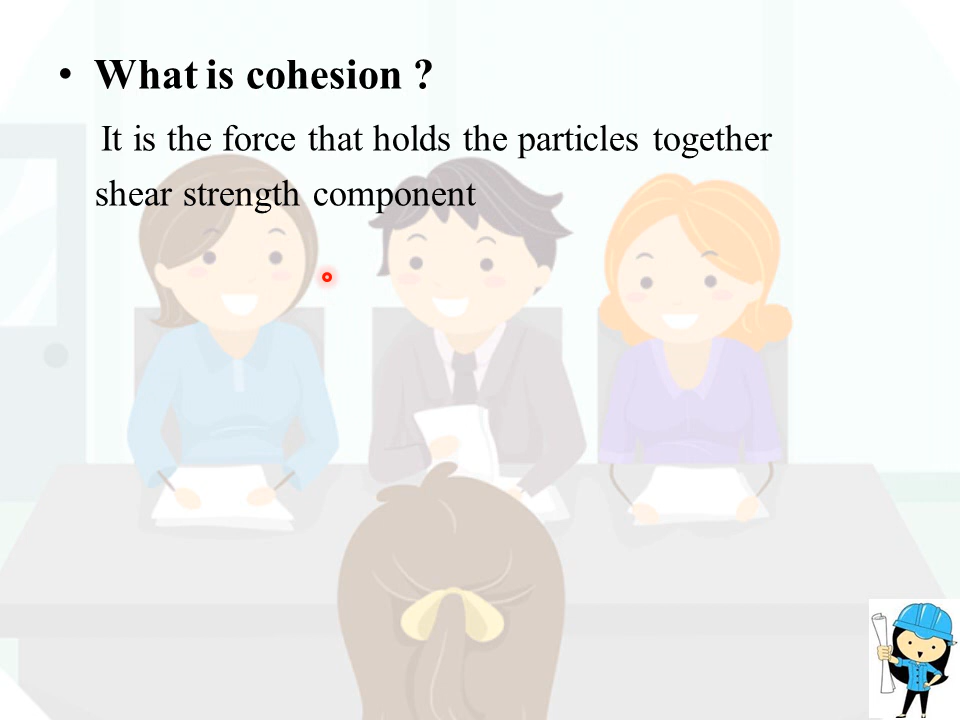 • What is cohesion ?
It is the force that holds the particles together
shear strength component